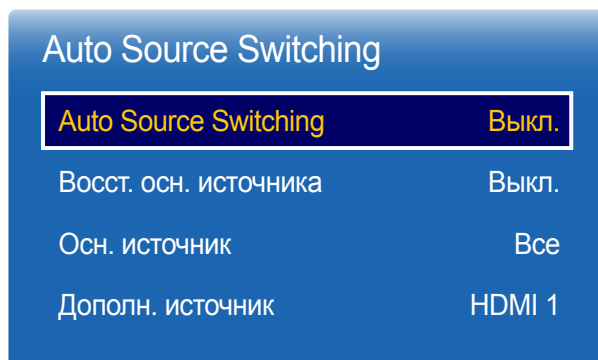 Auto Source Switching
Auto Source Switching Выкл.
Восст. осн. источника Выкл.
Осн. источник Все
Дополн. источник HDMI 1